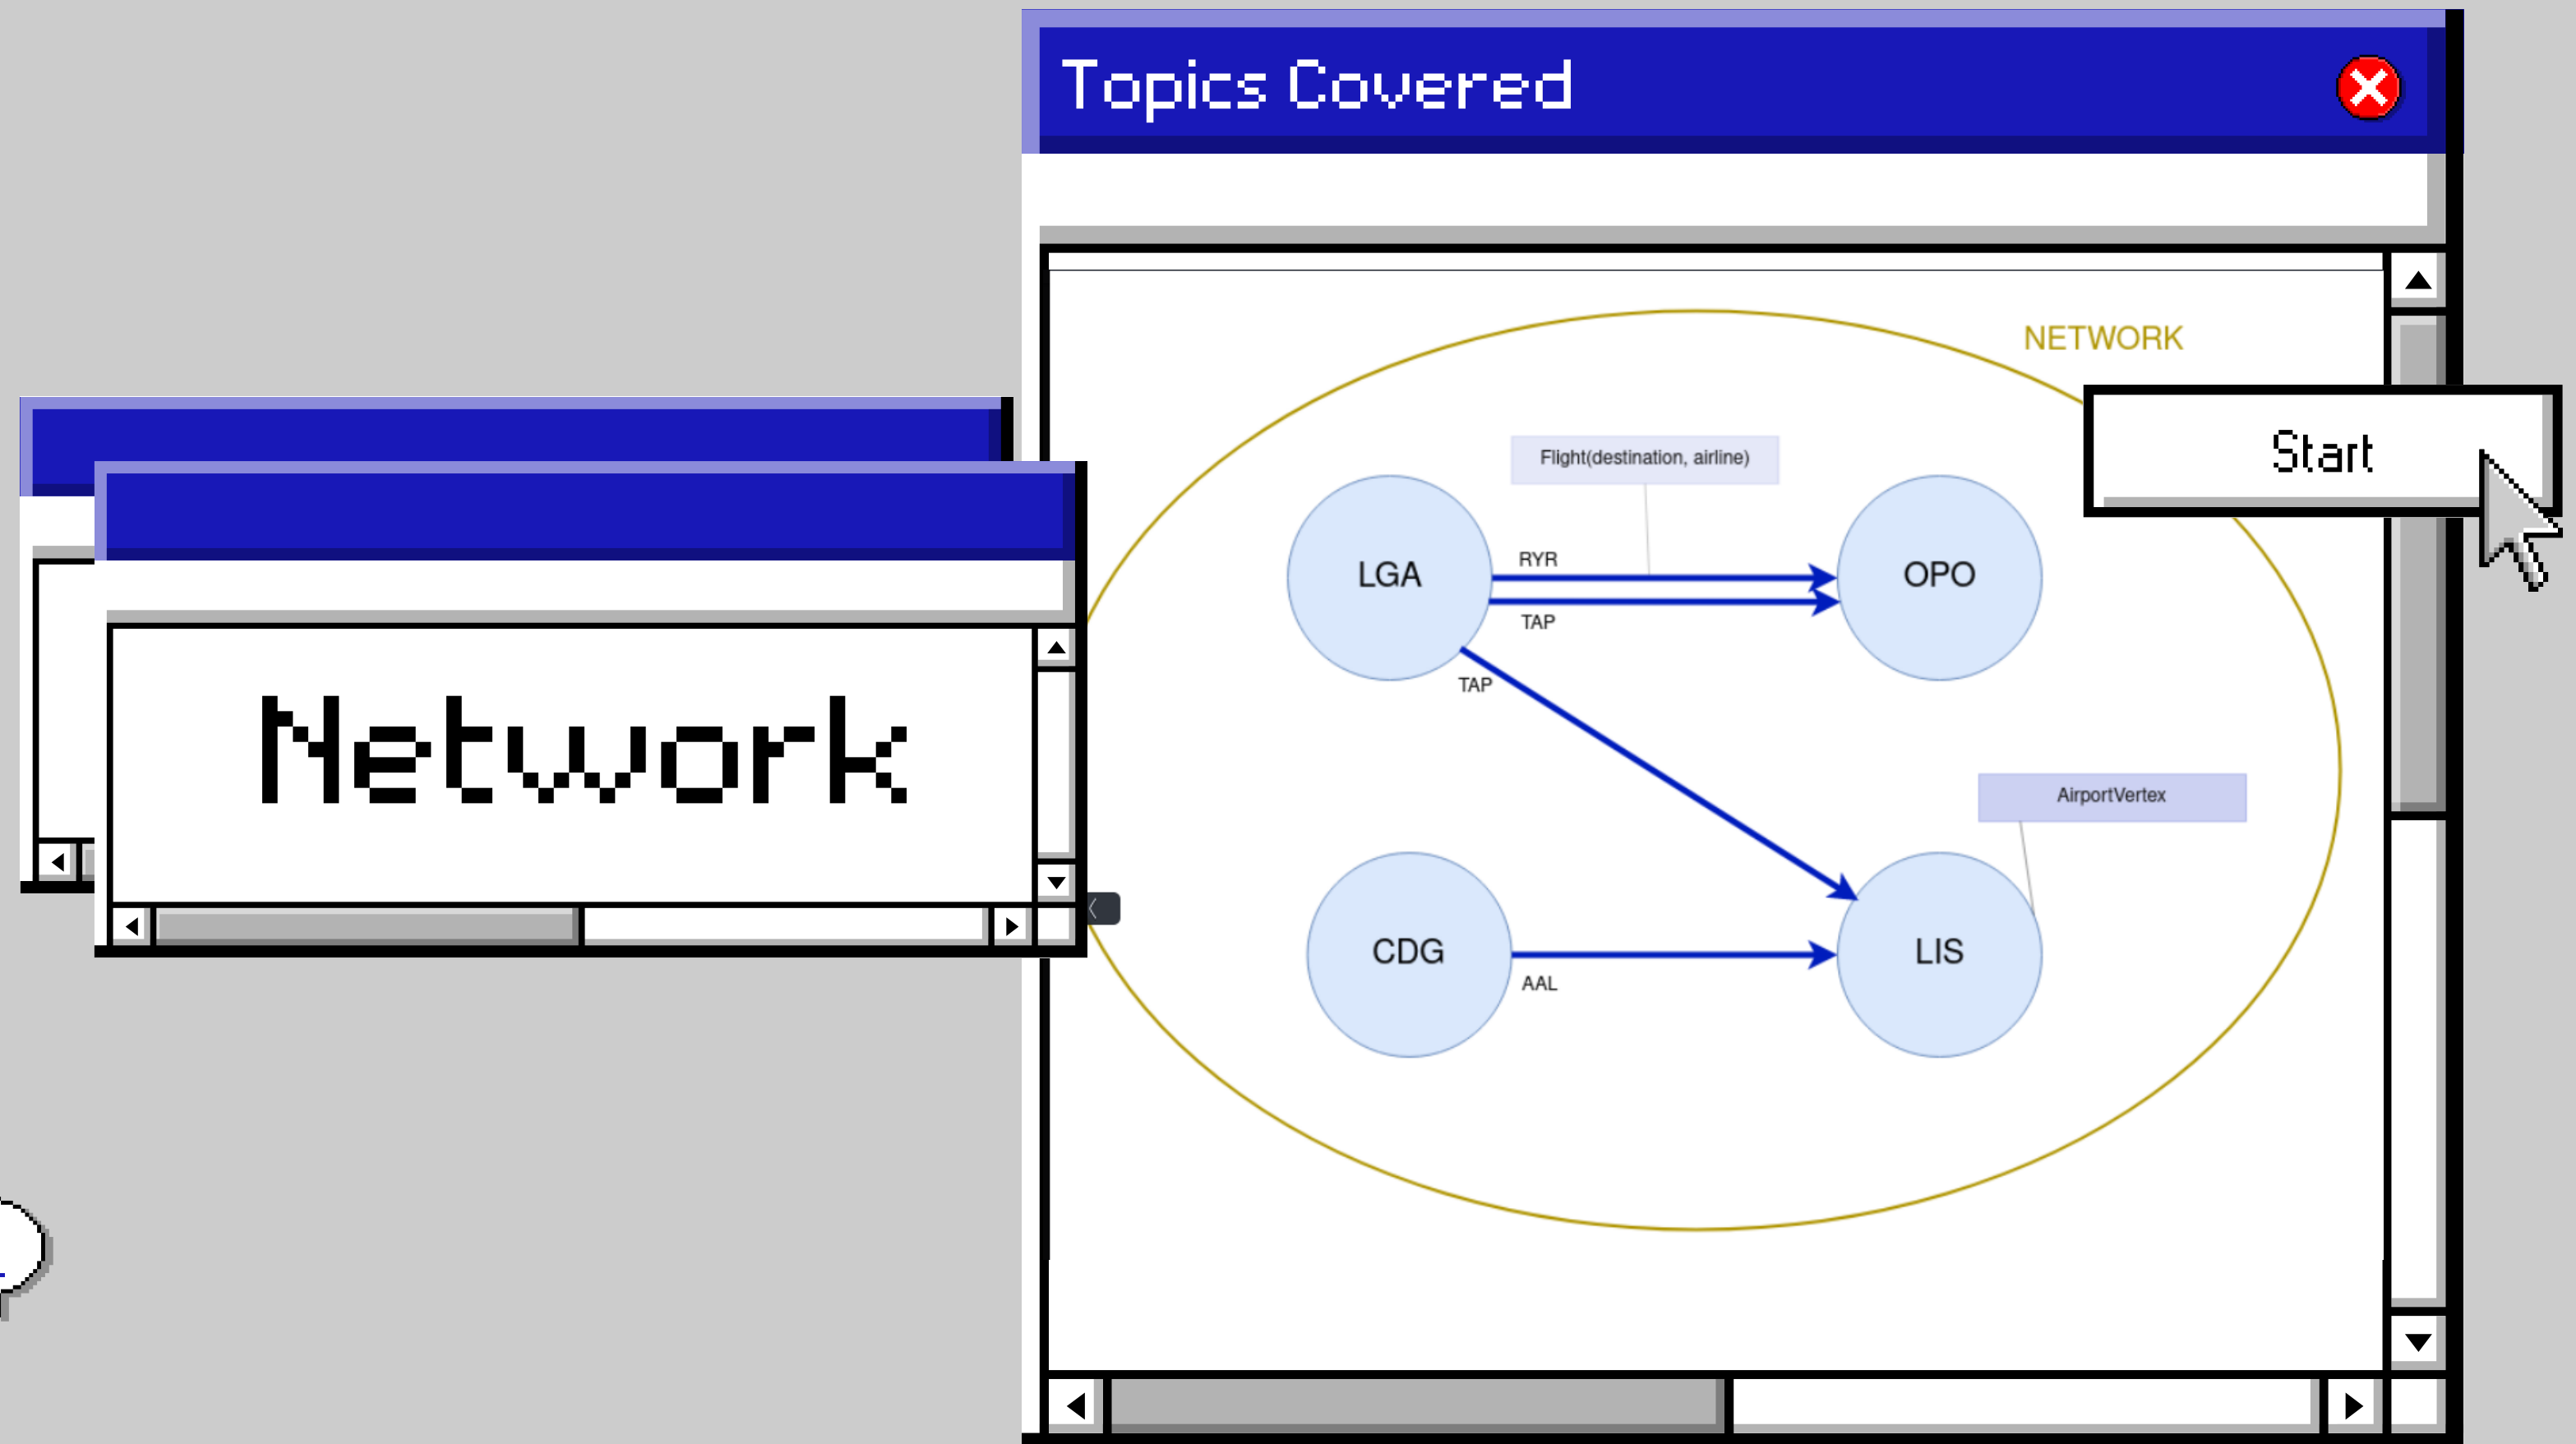 Topics Covered
NETWORK
Start
Flight(destination, airline)
LGA
RYR
OPO
TAP
TAP
Network
AirportVertex
CDG
LIS
AAL